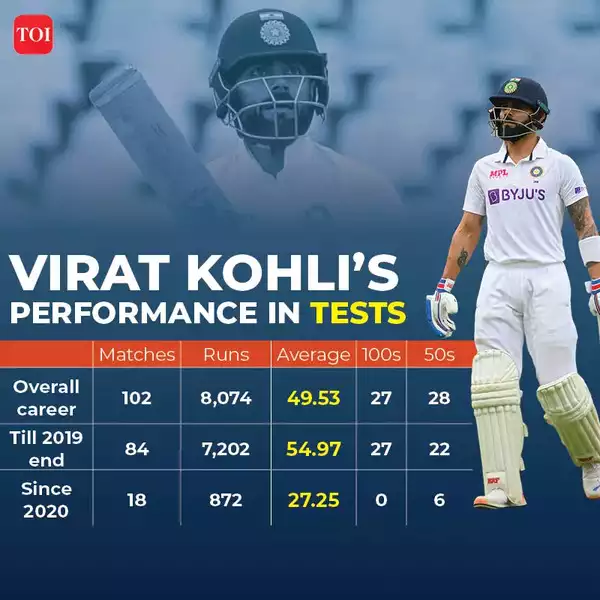 TOI
MPL
BYJU'S
VIRAT KOHLI'S
PERFORMANCE IN TESTS
Matches Runs Average 100s 50s
Overall
career 102 8,074 49.53 27 28
Till 2019
end 84 7,202 54.97 27 22
Since
2020 18 872 27.25 0 6